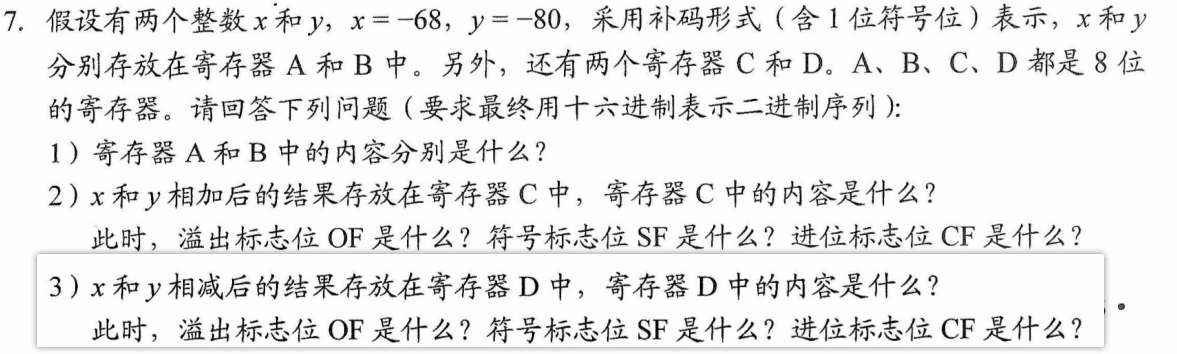 7. 假设有两个整数 x 和 y，x = −68，y = −80，采用补码形式（含 1 位符号位）表示，x 和 y
分别存放在寄存器 A 和 B 中。另外，还有两个寄存器 C 和 D。A、B、C、D 都是 8 位
的寄存器。请回答下列问题（要求最终用十六进制表示二进制序列）：
1）寄存器 A 和 B 中的内容分别是什么？
2）x 和 y 相加后的结果存放在寄存器 C 中，寄存器 C 中的内容是什么？
此时，溢出标志位 OF 是什么？符号标志位 SF 是什么？进位标志位 CF 是什么？
3）x 和 y 相减后的结果存放在寄存器 D 中，寄存器 D 中的内容是什么？
此时，溢出标志位 OF 是什么？符号标志位 SF 是什么？进位标志位 CF 是什么？